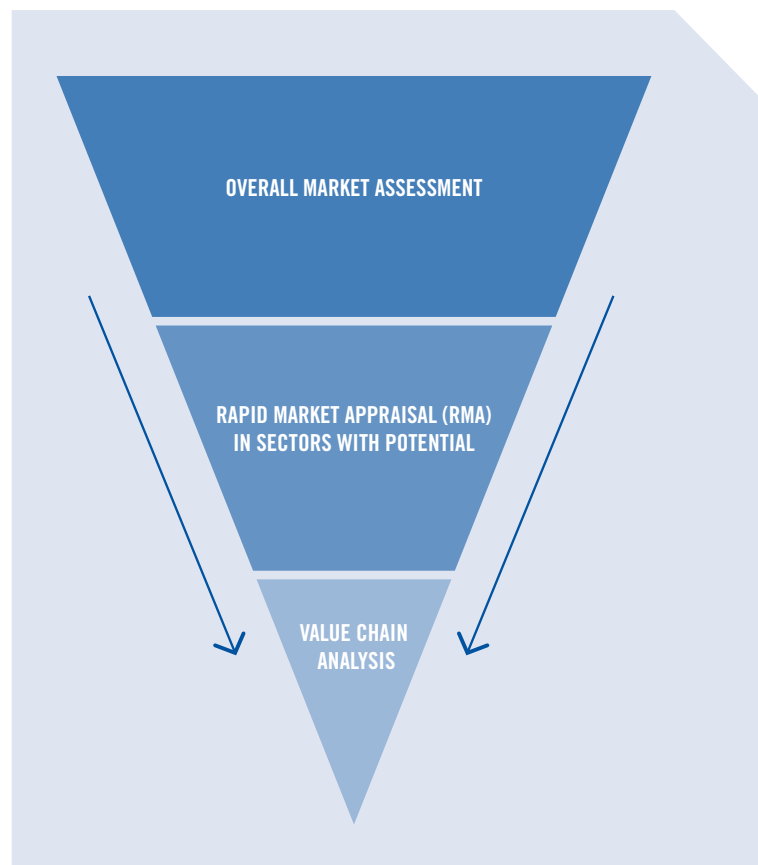 OVERALL MARKET ASSESSMENT
RAPID MARKET APPRAISAL (RMA)
IN SECTORS WITH POTENTIAL
VALUE CHAIN
ANALYSIS